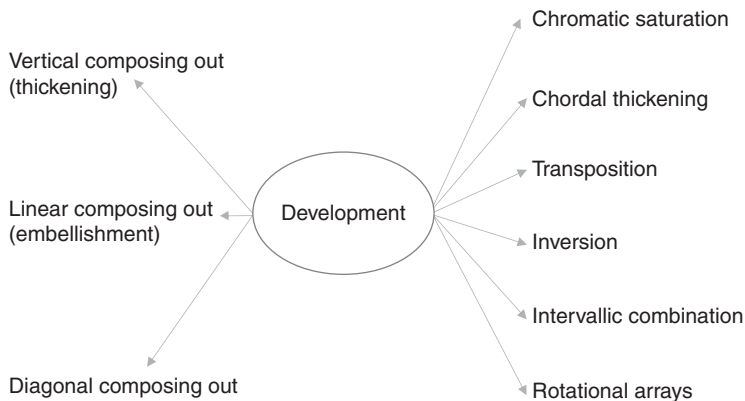 Vertical composing out
(thickening)
Linear composing out
(embellishment)
Diagonal composing out
Development
Chromatic saturation
Chordal thickening
Transposition
Inversion
Intervallic combination
Rotational arrays